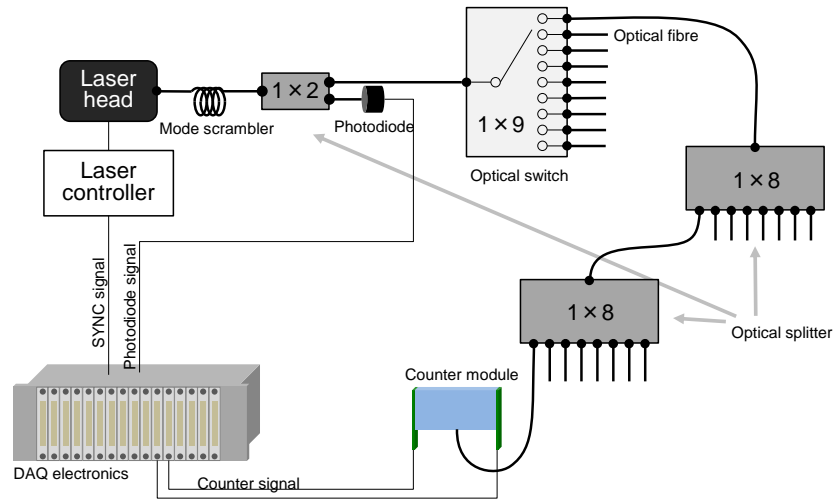 Optical fibre
Laser
head
1×2
Mode scrambler
Photodiode
1×9
Optical switch
1×8
Laser
controller
SYNC signal
Photodiode signal
1×8
Optical splitter
Counter module
DAQ electronics
Counter signal